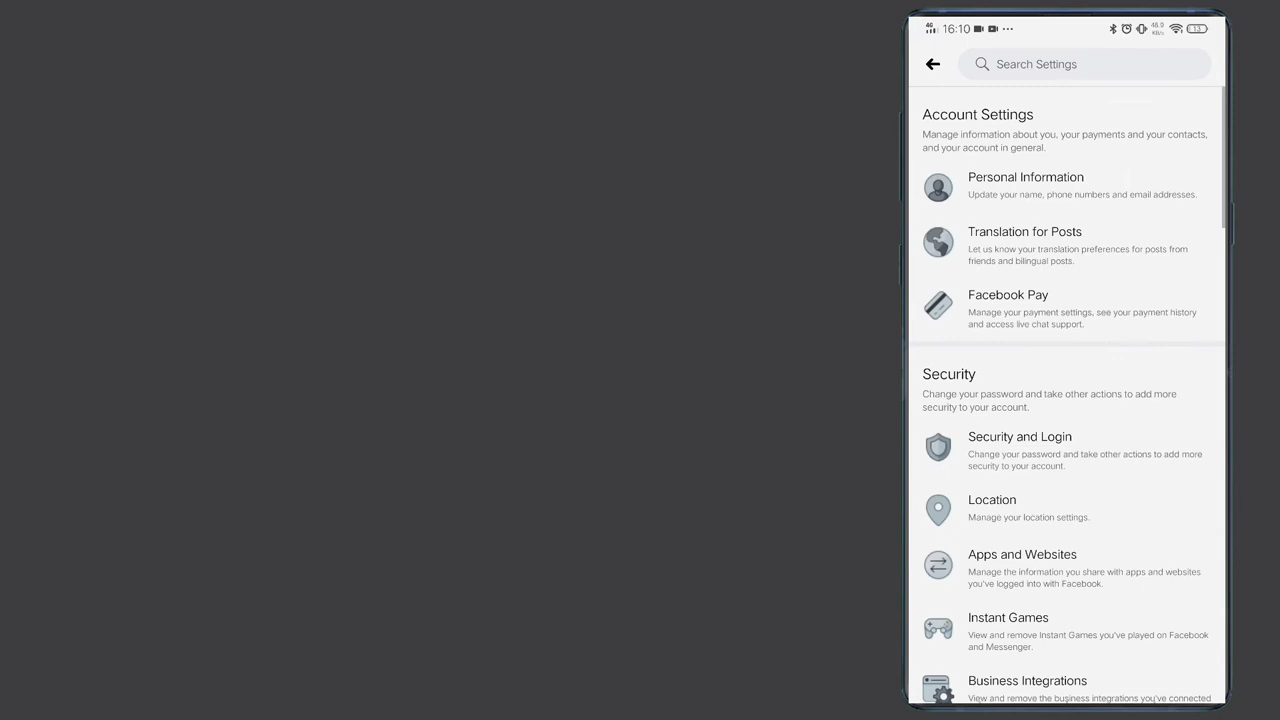 4G 16:10 ... 46.0 KB/s 13
Search Settings
Account Settings
Manage information about you, your payments and your contacts,
and your account in general.
Personal Information
Update your name, phone numbers and email addresses.
Translation for Posts
Let us know your translation preferences for posts from
friends and bilingual posts.
Facebook Pay
Manage your payment settings, see your payment history
and access live chat support.
Security
Change your password and take other actions to add more
security to your account.
Security and Login
Change your password and take other actions to add more
security to your account.
Location
Manage your location settings.
Apps and Websites
Manage the information you share with apps and websites
you've logged into with Facebook.
Instant Games
View and remove Instant Games you've played on Facebook
and Messenger.
Business Integrations
View and remove the business integrations you've connected